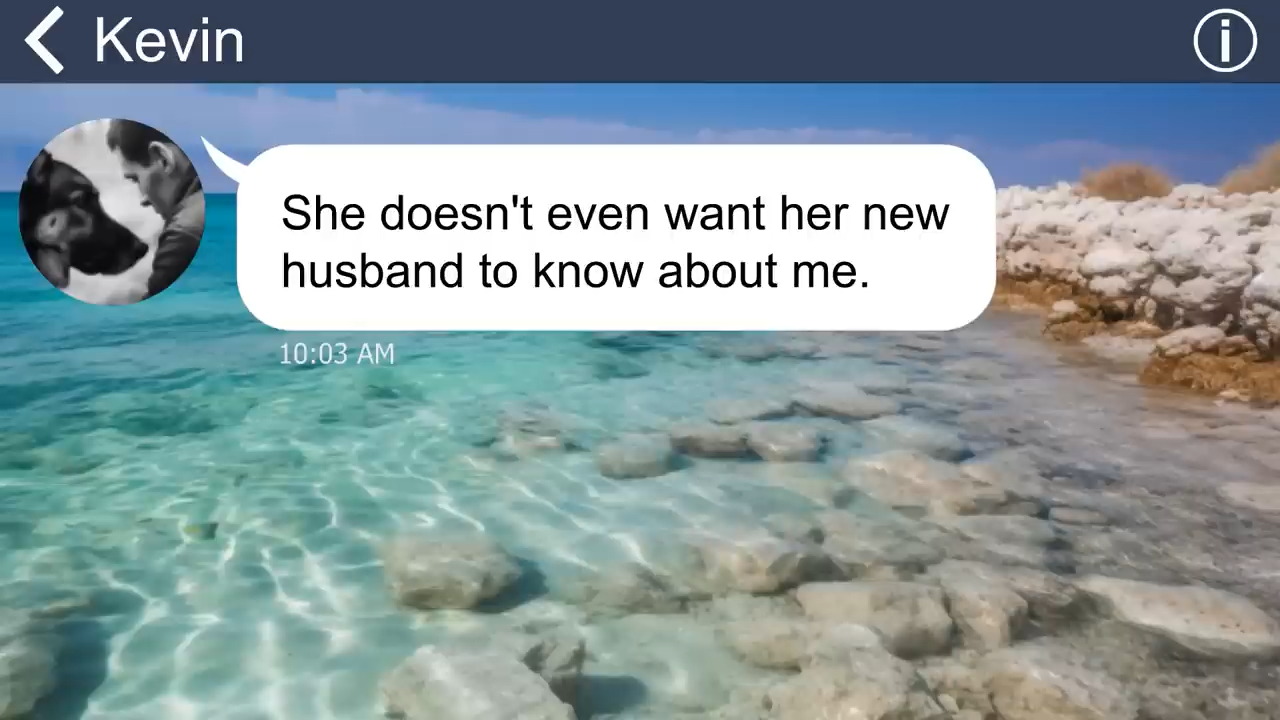 Kevin
She doesn't even want her new
husband to know about me.
10:03 AM